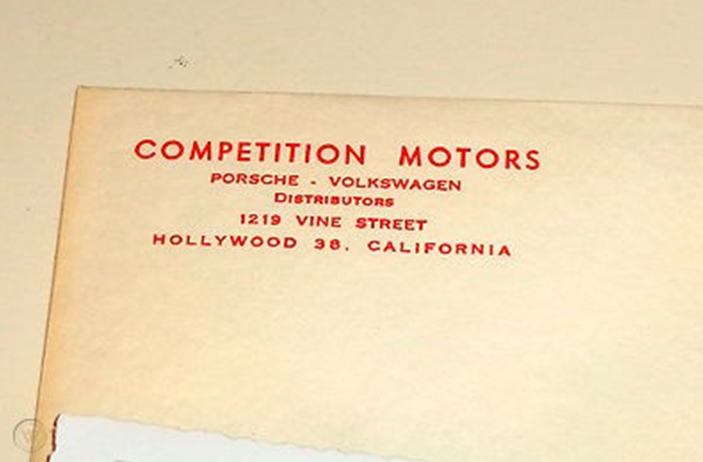 COMPETITION MOTORS
PORSCHE - VOLKSWAGEN
DISTRIBUTORS
1219 VINE STREET
HOLLYWOOD 38, CALIFORNIA